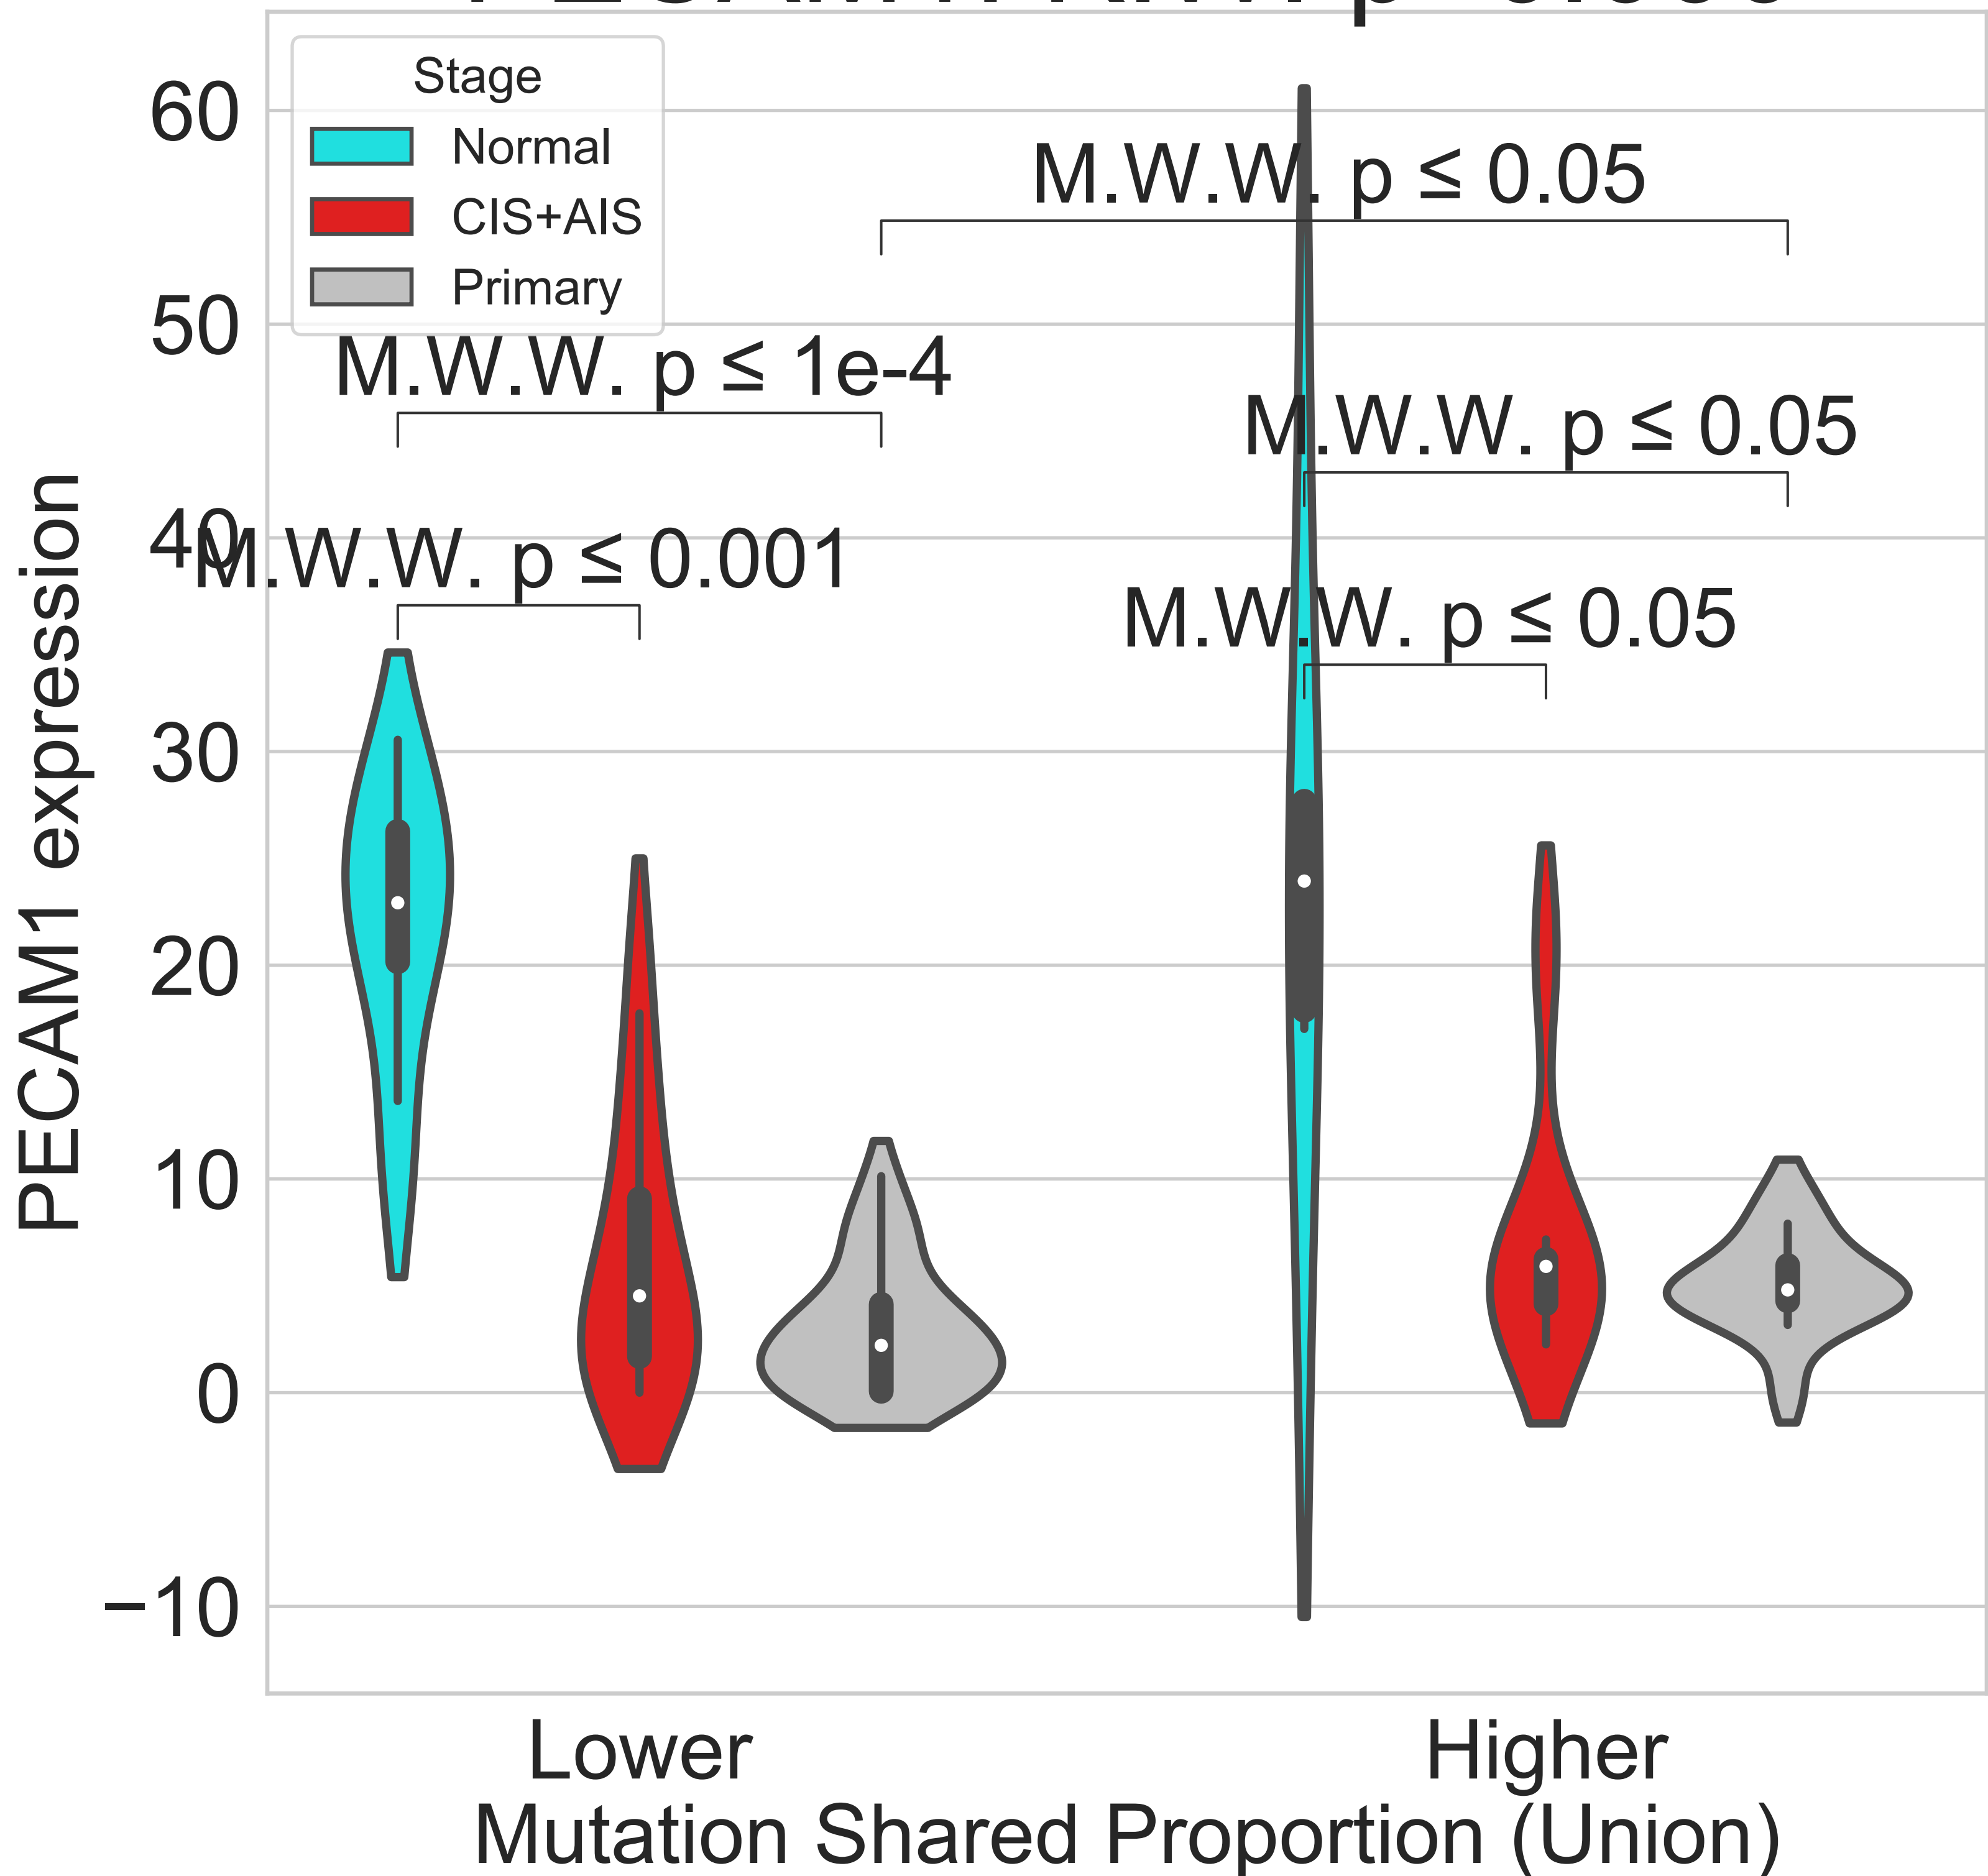 Stage
Normal
CIS+AIS
Primary
60
50
40
30
20
10
0
−10
PECAM1 expression
M.W.W. p ≤ 0.05
M.W.W. p ≤ 1e-4
M.W.W. p ≤ 0.05
M.W.W. p ≤ 0.001
M.W.W. p ≤ 0.05
Lower
Higher
Mutation Shared Proportion (Union)